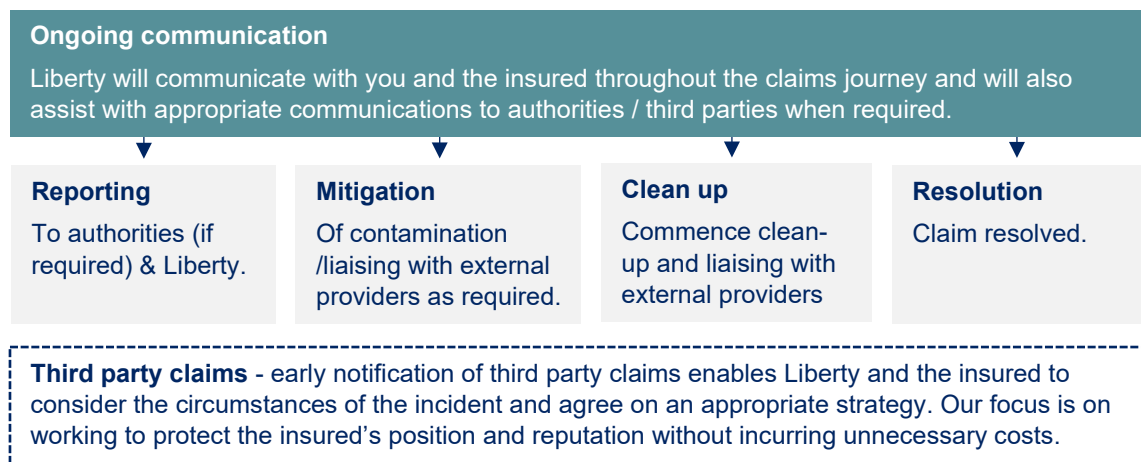 Ongoing communication
Liberty will communicate with you and the insured throughout the claims journey and will also
assist with appropriate communications to authorities / third parties when required.
Reporting
To authorities (if
required) & Liberty.
Mitigation
Of contamination
/liaising with external
providers as required.
Clean up
Commence clean-
up and liaising with
external providers
Resolution
Claim resolved.
Third party claims - early notification of third party claims enables Liberty and the insured to
consider the circumstances of the incident and agree on an appropriate strategy. Our focus is on
working to protect the insured’s position and reputation without incurring unnecessary costs.